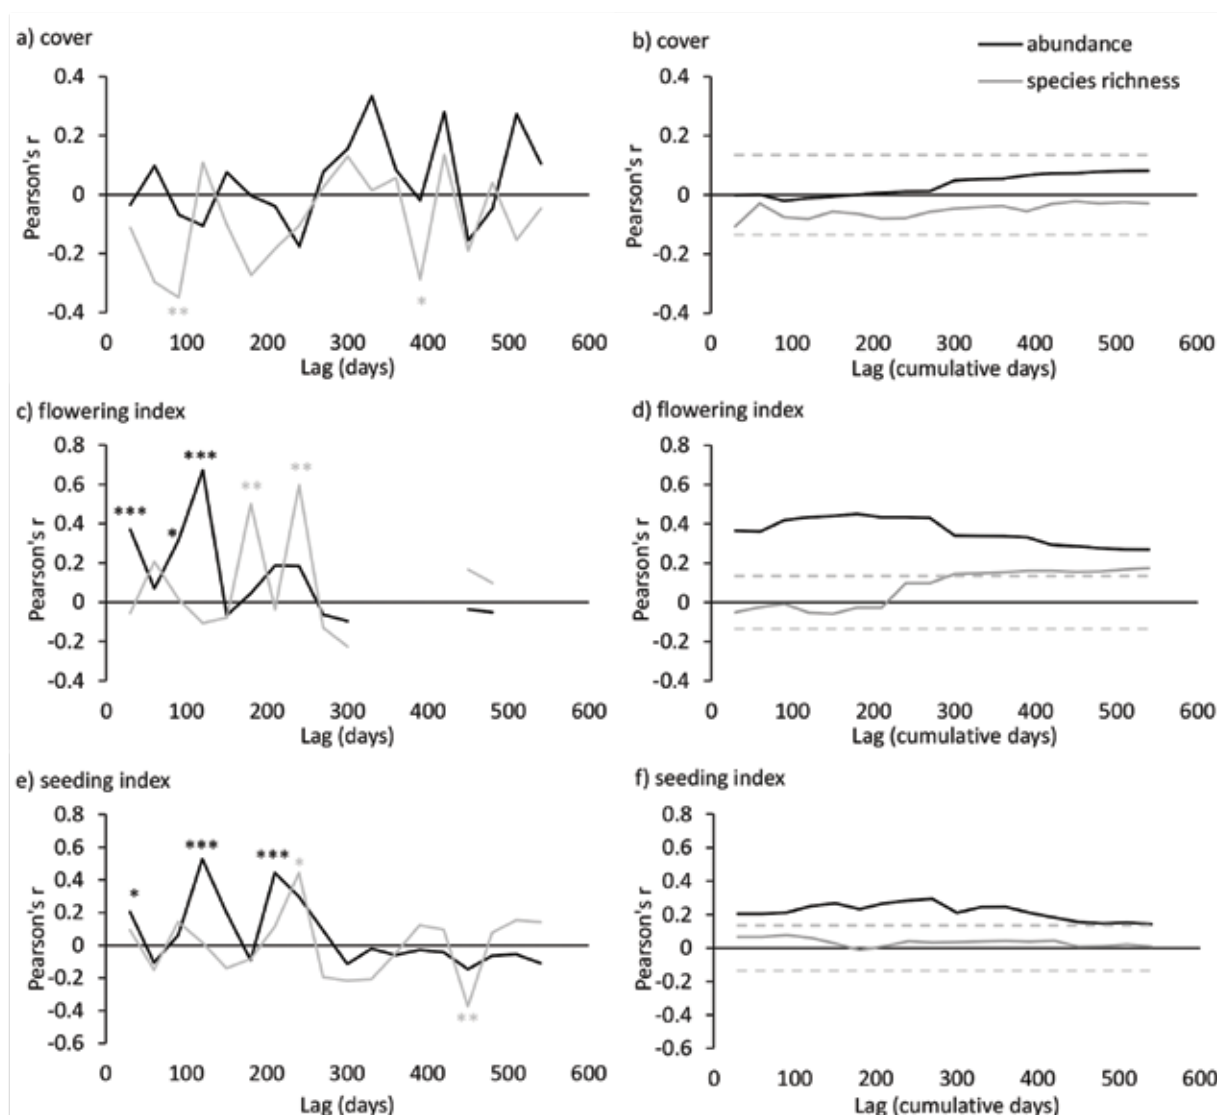 a) cover
0.4
0.2
0
-0.2
-0.4
Pearson's r
**
*
0 100 200 300 400 500 600
Lag (days)
b) cover
abundance
species richness
0.4
0.2
0
-0.2
-0.4
Pearson's r
0 100 200 300 400 500 600
Lag (cumulative days)
c) flowering index
0.8
0.6
0.4
0.2
0
-0.2
-0.4
Pearson's r
***
*
***
**
**
0 100 200 300 400 500 600
Lag (days)
d) flowering index
0.8
0.6
0.4
0.2
0
-0.2
-0.4
Pearson's r
0 100 200 300 400 500 600
Lag (cumulative days)
e) seeding index
0.8
0.6
0.4
0.2
0
-0.2
-0.4
-0.6
Pearson's r
*
***
***
*
**
0 100 200 300 400 500 600
Lag (days)
f) seeding index
0.8
0.6
0.4
0.2
0
-0.2
-0.4
-0.6
Pearson's r
0 100 200 300 400 500 600
Lag (cumulative days)